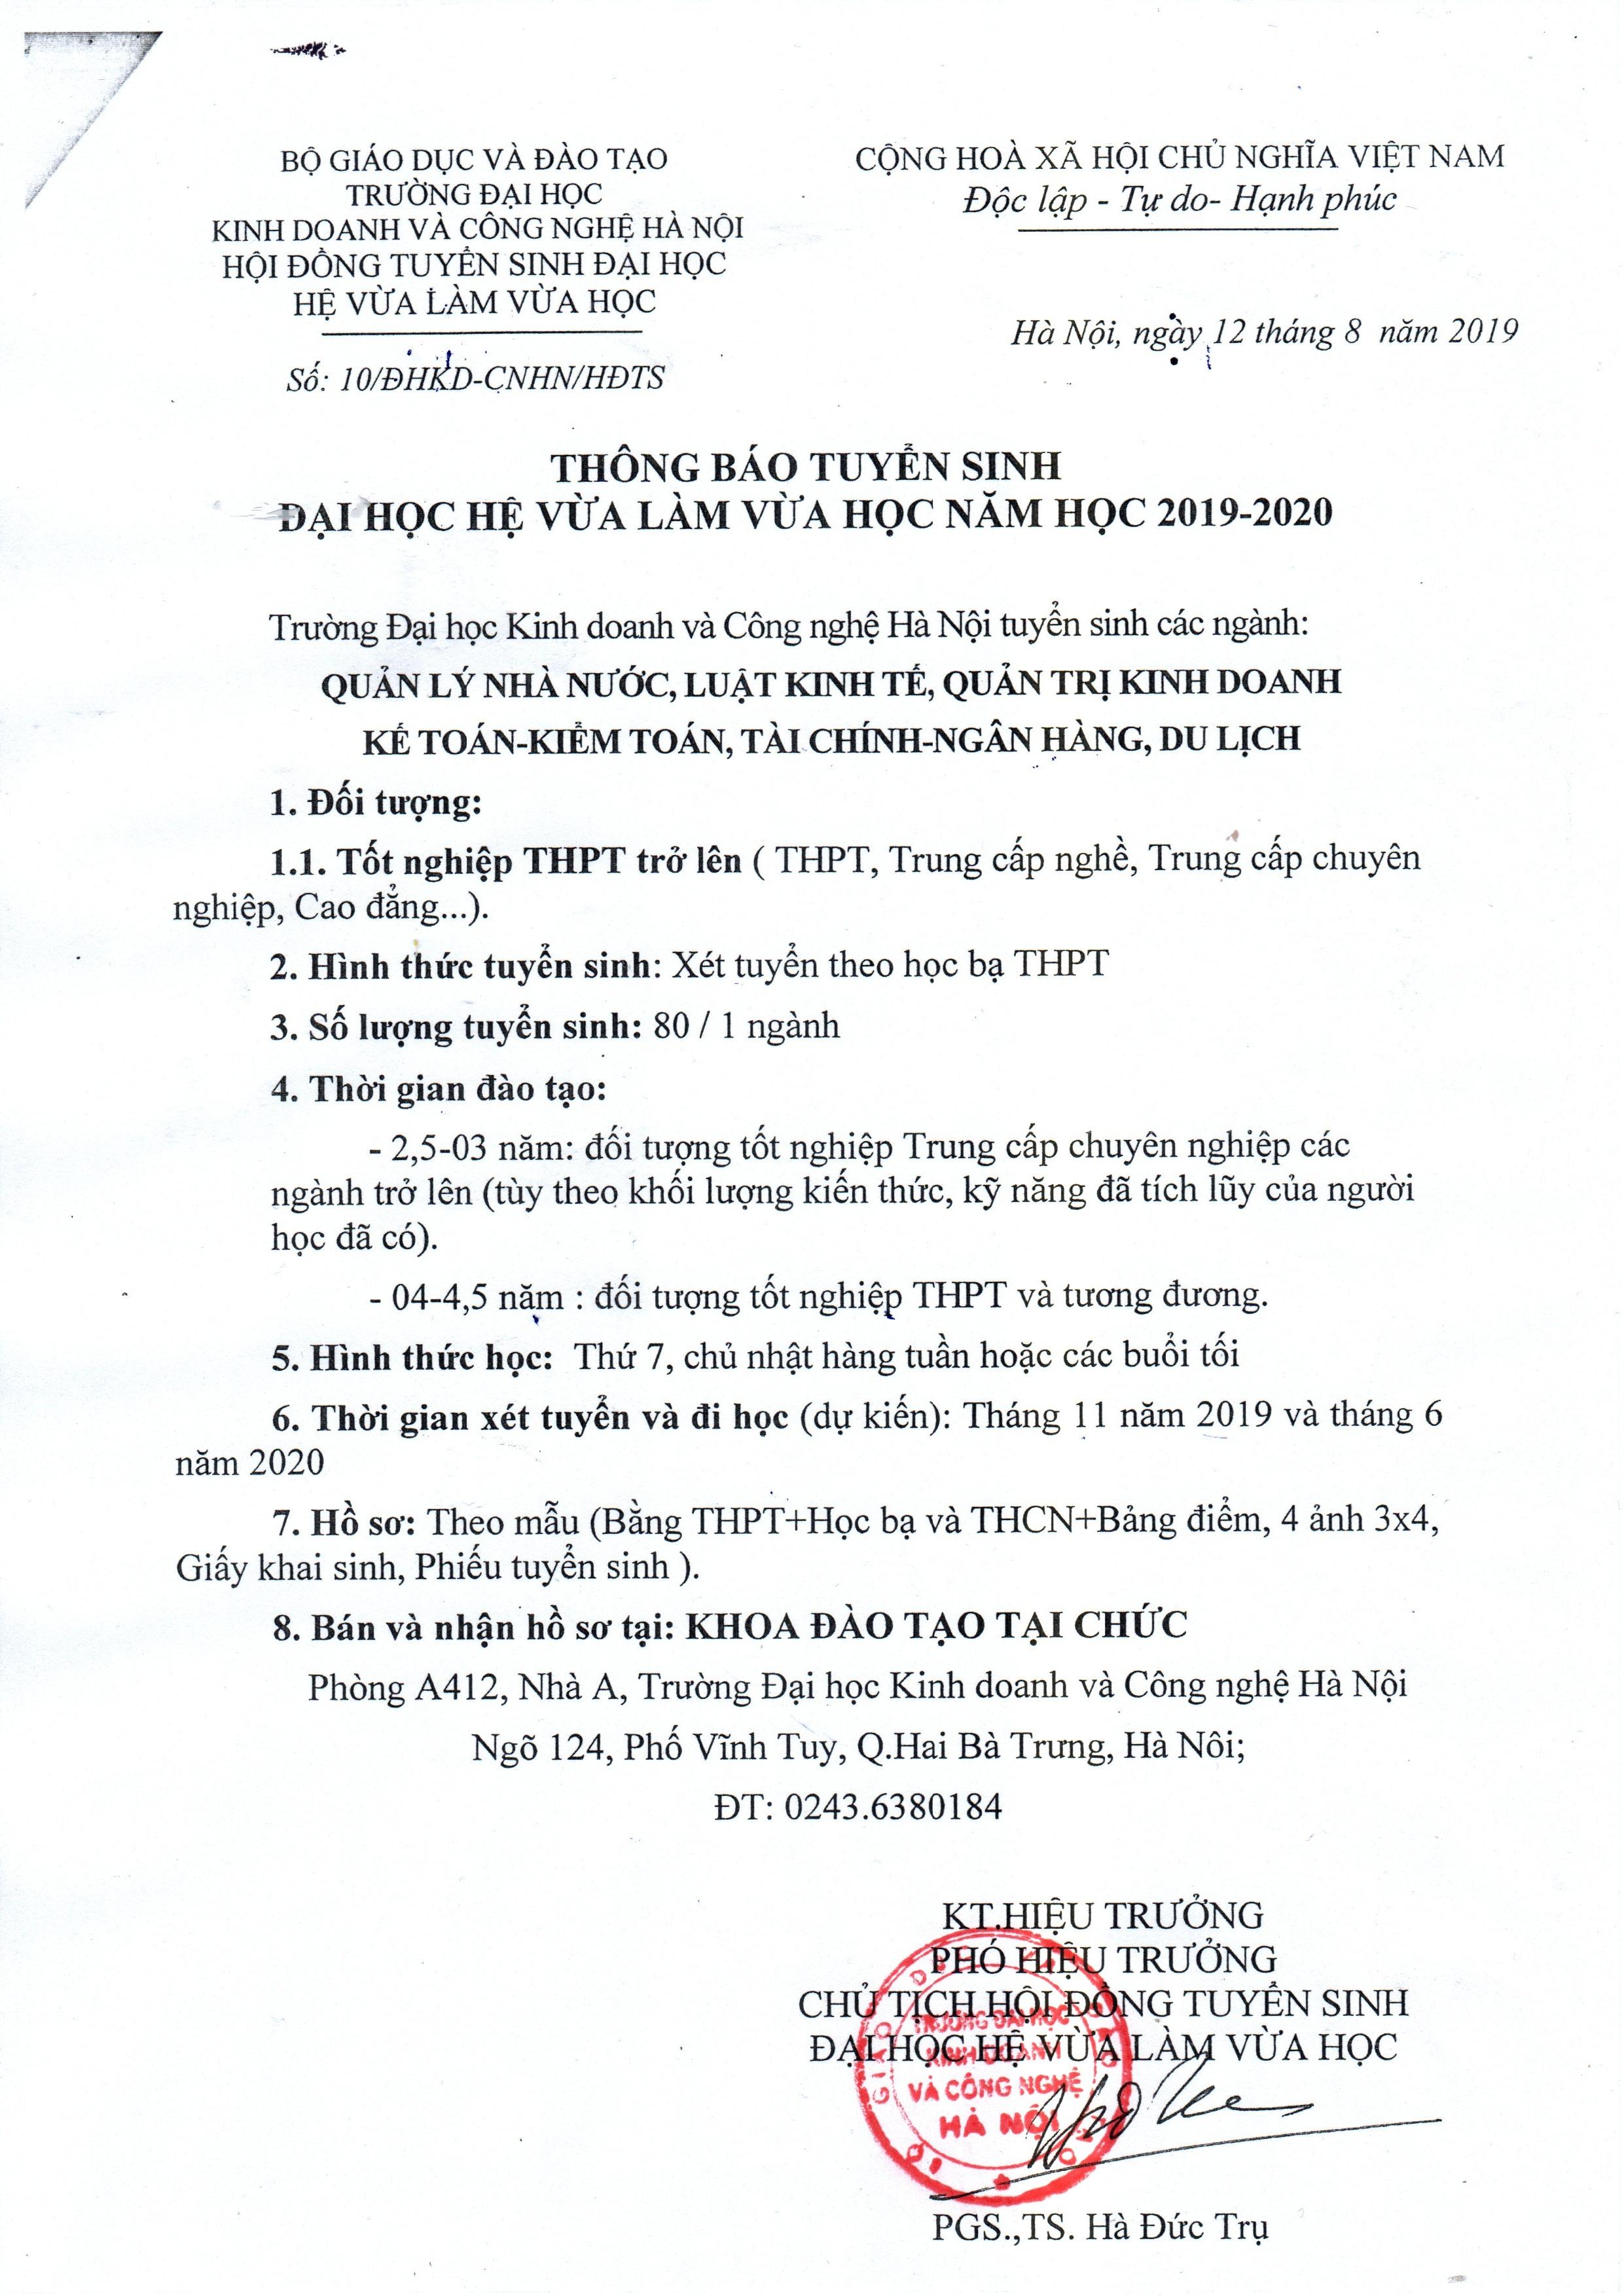 BỘ GIÁO DỤC VÀ ĐÀO TẠO
TRƯỜNG ĐẠI HỌC
KINH DOANH VÀ CÔNG NGHỆ HÀ NỘI
HỘI ĐỒNG TUYỂN SINH ĐẠI HỌC
HỆ VỪA LÀM VỪA HỌC
Số: 10/ĐHKD-CNHN/HĐTS
CỘNG HOÀ XÃ HỘI CHỦ NGHĨA VIỆT NAM
Độc lập - Tự do- Hạnh phúc
Hà Nội, ngày 12 tháng 8 năm 2019
THÔNG BÁO TUYỂN SINH
ĐẠI HỌC HỆ VỪA LÀM VỪA HỌC NĂM HỌC 2019-2020
Trường Đại học Kinh doanh và Công nghệ Hà Nội tuyển sinh các ngành:
QUẢN LÝ NHÀ NƯỚC, LUẬT KINH TẾ, QUẢN TRỊ KINH DOANH
KẾ TOÁN-KIỂM TOÁN, TÀI CHÍNH-NGÂN HÀNG, DU LỊCH
1. Đối tượng:
1.1. Tốt nghiệp THPT trở lên ( THPT, Trung cấp nghề, Trung cấp chuyên
nghiệp, Cao đẳng...).
2. Hình thức tuyển sinh: Xét tuyển theo học bạ THPT
3. Số lượng tuyển sinh: 80 / 1 ngành
4. Thời gian đào tạo:
- 2,5-03 năm: đối tượng tốt nghiệp Trung cấp chuyên nghiệp các
ngành trở lên (tùy theo khối lượng kiến thức, kỹ năng đã tích lũy của người
học đã có).
- 04-4,5 năm : đối tượng tốt nghiệp THPT và tương đương.
5. Hình thức học: Thứ 7, chủ nhật hàng tuần hoặc các buổi tối
6. Thời gian xét tuyển và đi học (dự kiến): Tháng 11 năm 2019 và tháng 6
năm 2020
7. Hồ sơ: Theo mẫu (Bằng THPT+Học bạ và THCN+Bảng điểm, 4 ảnh 3x4,
Giấy khai sinh, Phiếu tuyển sinh ).
8. Bán và nhận hồ sơ tại: KHOA ĐÀO TẠO TẠI CHỨC
Phòng A412, Nhà A, Trường Đại học Kinh doanh và Công nghệ Hà Nội
Ngõ 124, Phố Vĩnh Tuy, Q.Hai Bà Trưng, Hà Nôi;
ĐT: 0243.6380184
KT.HIỆU TRƯỞNG
PHÓ HIỆU TRƯỞNG
CHỦ TỊCH HỘI ĐỒNG TUYỂN SINH
ĐẠI HỌC HỆ VỪA LÀM VỪA HỌC
TRƯỜNG ĐẠI HỌC
KINH DOANH
VÀ CÔNG NGHỆ
HÀ NỘI
PGS.,TS. Hà Đức Trụ